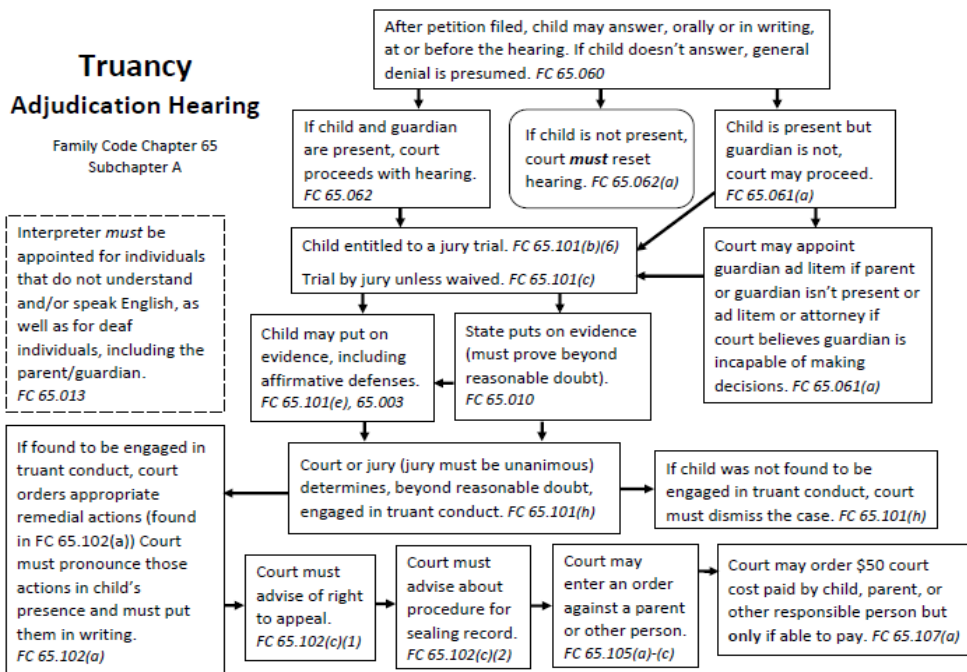 Truancy
Adjudication Hearing
Family Code Chapter 65
Subchapter A
After petition filed, child may answer, orally or in writing,
at or before the hearing. If child doesn’t answer, general
denial is presumed. FC 65.060
If child and guardian
are present, court
proceeds with hearing.
FC 65.062
If child is not present,
court must reset
hearing. FC 65.062(a)
Child is present but
guardian is not,
court may proceed.
FC 65.061(a)
Interpreter must be
appointed for individuals
that do not understand
and/or speak English, as
well as for deaf
individuals, including the
parent/guardian.
FC 65.013
Child entitled to a jury trial. FC 65.101(b)(6)
Trial by jury unless waived. FC 65.101(c)
Court may appoint
guardian ad litem if parent
or guardian isn’t present or
ad litem or attorney if
court believes guardian is
incapable of making
decisions. FC 65.061(a)
Child may put on
evidence, including
affirmative defenses.
FC 65.101(e), 65.003
State puts on evidence
(must prove beyond
reasonable doubt).
FC 65.010
Court or jury (jury must be unanimous)
determines, beyond reasonable doubt,
engaged in truant conduct. FC 65.101(h)
If child was not found to be
engaged in truant conduct, court
must dismiss the case. FC 65.101(h)
If found to be engaged in
truant conduct, court
orders appropriate
remedial actions (found
in FC 65.102(a)) Court
must pronounce those
actions in child’s
presence and must put
them in writing.
FC 65.102(a)
Court must
advise of right
to appeal.
FC 65.102(c)(1)
Court must
advise about
procedure for
sealing record.
FC 65.102(c)(2)
Court may
enter an order
against a parent
or other person.
FC 65.105(a)-(c)
Court may order $50 court
cost paid by child, parent, or
other responsible person but
only if able to pay. FC 65.107(a)